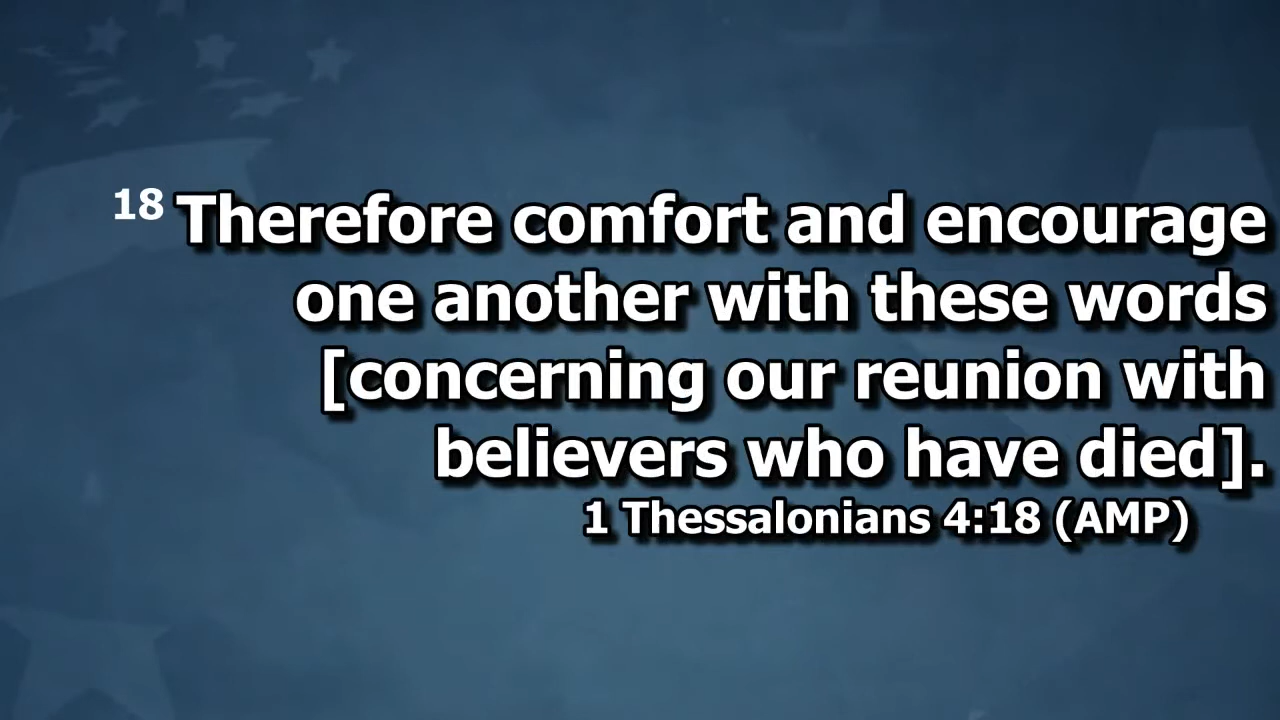 18 Therefore comfort and encourage
one another with these words
[concerning our reunion with
believers who have died].
1 Thessalonians 4:18 (AMP)